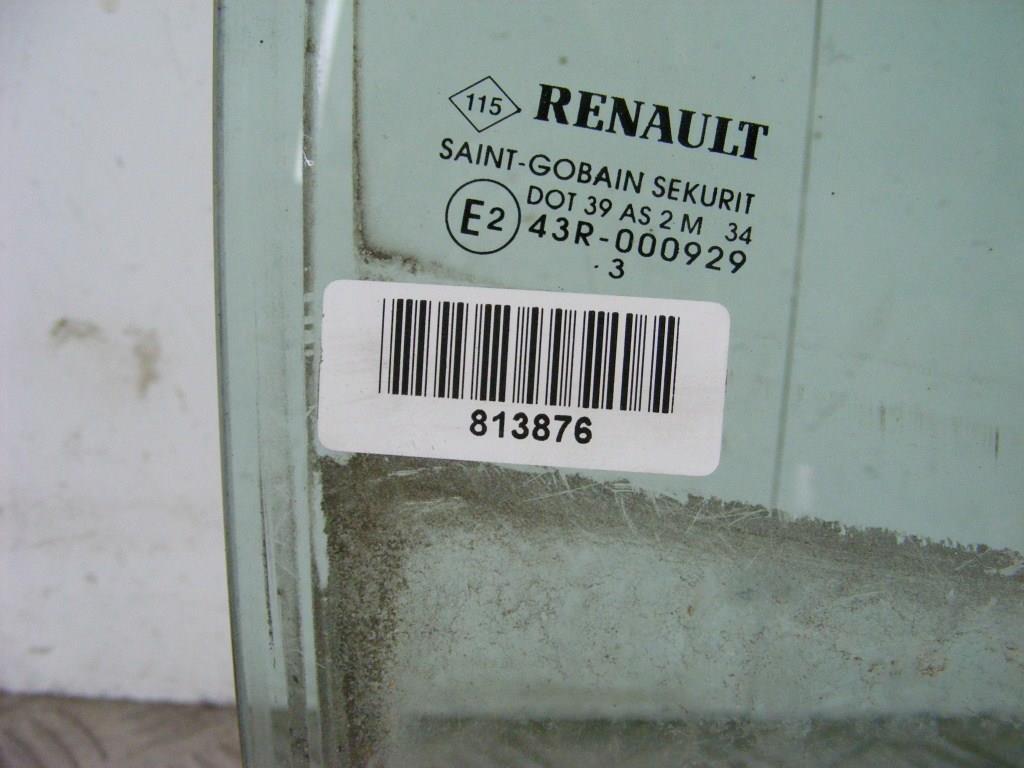 115 RENAULT
SAINT-GOBAIN SEKURIT
DOT 39 AS 2 M 34
E2 43R-000929
. 3
813876